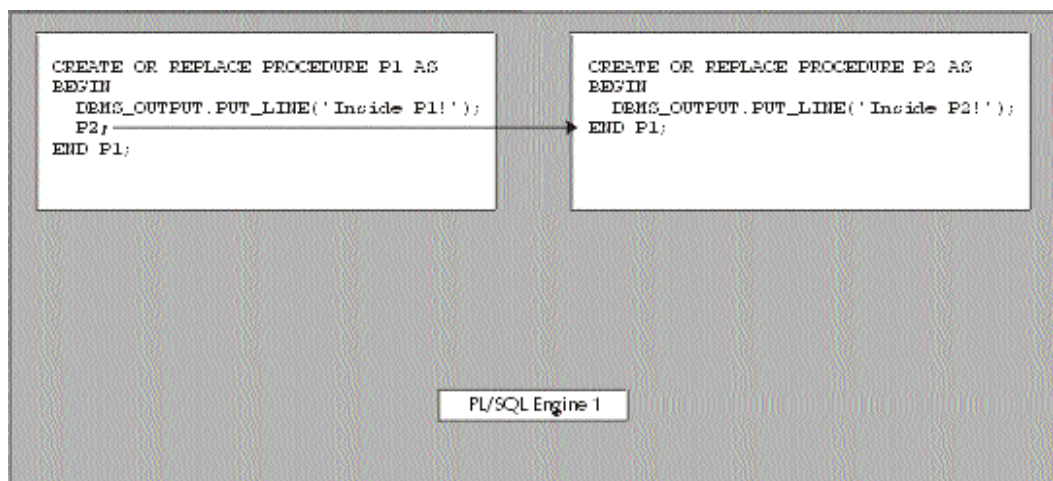 CREATE OR REPLACE PROCEDURE P1 AS
BEGIN
DBMS_OUTPUT.PUT_LINE('Inside P1!');
P2;
END P1;
CREATE OR REPLACE PROCEDURE P2 AS
BEGIN
DBMS_OUTPUT.PUT_LINE('Inside P2!');
END P1;
PL/SQL Engine 1